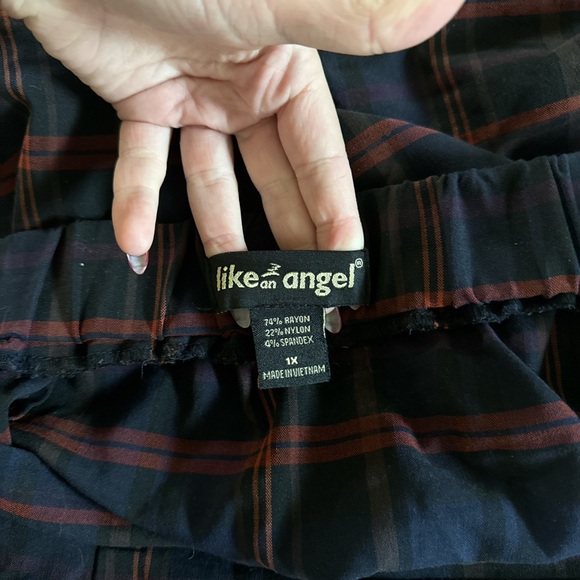 like an angel®
74% RAYON
22% NYLON
4% SPANDEX
1X
MADE IN VIETNAM